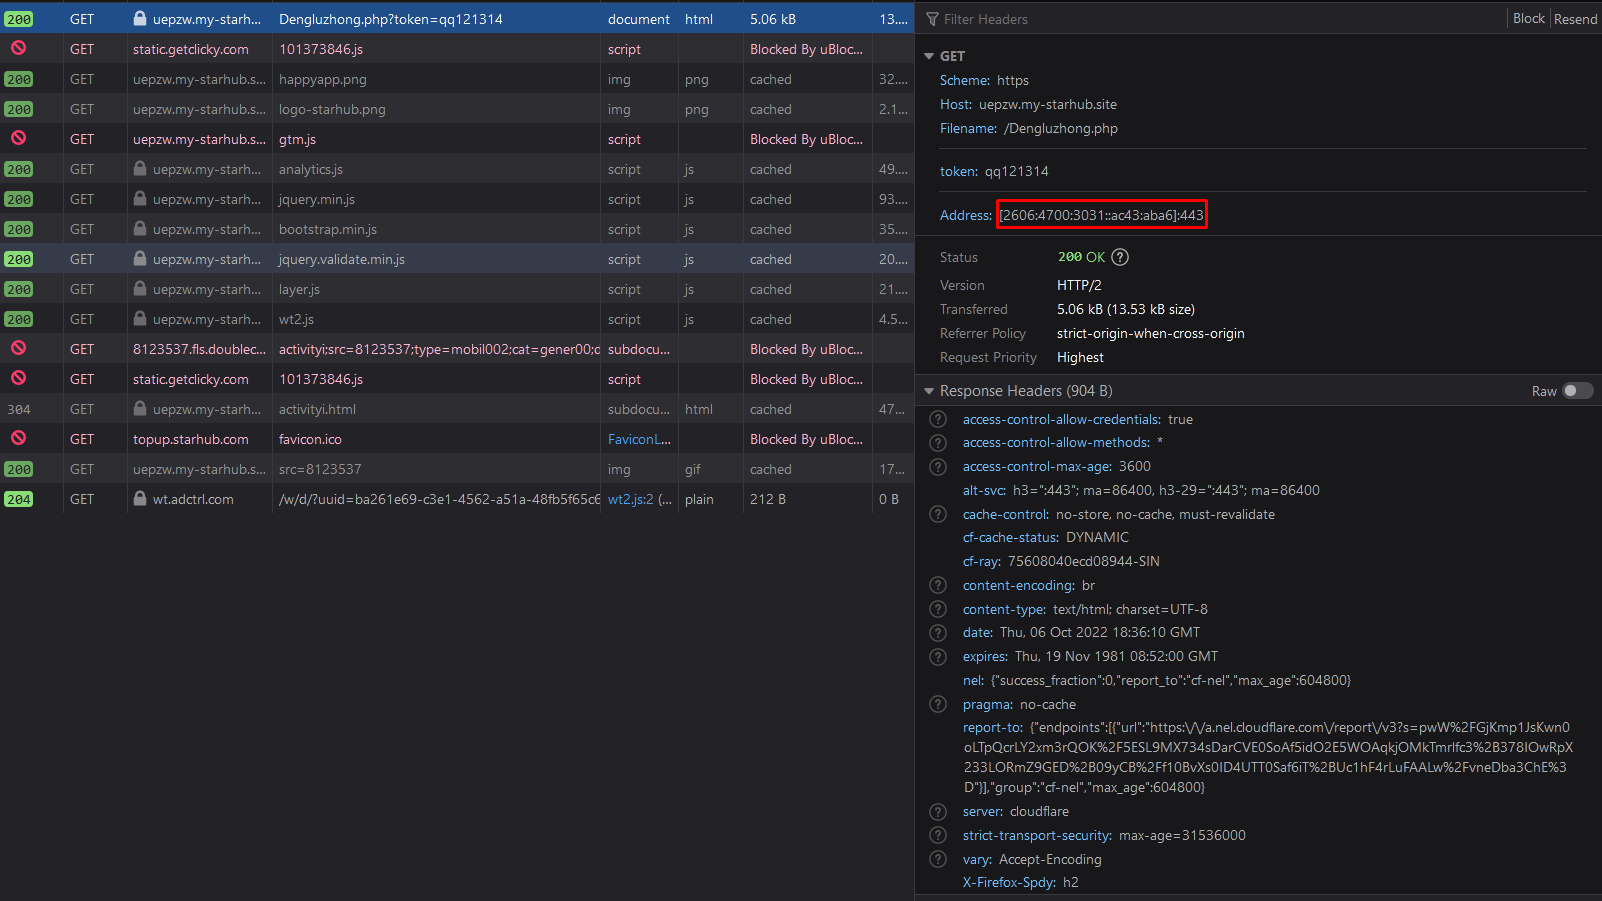 200 GET uepzw.my-starh... Dengluzhong.php?token=qq121314 document html 5.06 kB 13....
GET static.getclicky.com 101373846.js script Blocked By uBloc...
200 GET uepzw.my-starhub.s... happyapp.png img png cached 32....
200 GET uepzw.my-starhub.s... logo-starhub.png img png cached 2.1...
GET uepzw.my-starhub.s... gtm.js script Blocked By uBloc...
200 GET uepzw.my-starh... analytics.js script js cached 49....
200 GET uepzw.my-starh... jquery.min.js script js cached 93....
200 GET uepzw.my-starh... bootstrap.min.js script js cached 35....
200 GET uepzw.my-starh... jquery.validate.min.js script js cached 20....
200 GET uepzw.my-starh... layer.js script js cached 21....
200 GET uepzw.my-starh... wt2.js script js cached 4.5...
GET 8123537.fls.doublec... activityi;src=8123537;type=mobil002;cat=gener00;d subdocu... Blocked By uBloc...
GET static.getclicky.com 101373846.js script Blocked By uBloc...
304 GET uepzw.my-starh... activityi.html subdocu... html cached 47...
GET topup.starhub.com favicon.ico FaviconL... Blocked By uBloc...
200 GET uepzw.my-starhub.s... src=8123537 img gif cached 17...
204 GET wt.adctrl.com /w/d/?uuid=ba261e69-c3e1-4562-a51a-48fb5f65c6 wt2.js:2 (... plain 212 B 0 B
Filter Headers Block Resend
GET
Scheme: https
Host: uepzw.my-starhub.site
Filename: /Dengluzhong.php
token: qq121314
Address: [2606:4700:3031::ac43:aba6]:443
Status 200 OK ?
Version HTTP/2
Transferred 5.06 kB (13.53 kB size)
Referrer Policy strict-origin-when-cross-origin
Request Priority Highest
Response Headers (904 B) Raw
? access-control-allow-credentials: true
? access-control-allow-methods: *
? access-control-max-age: 3600
alt-svc: h3=":443"; ma=86400, h3-29=":443"; ma=86400
? cache-control: no-store, no-cache, must-revalidate
cf-cache-status: DYNAMIC
cf-ray: 75608040ecd08944-SIN
? content-encoding: br
? content-type: text/html; charset=UTF-8
? date: Thu, 06 Oct 2022 18:36:10 GMT
? expires: Thu, 19 Nov 1981 08:52:00 GMT
nel: {"success_fraction":0,"report_to":"cf-nel","max_age":604800}
? pragma: no-cache
report-to: {"endpoints":[{"url":"https:\/\/a.nel.cloudflare.com\/report\/v3?s=pwW%2FGjKmp1JsKwn0
oLTpQcrLY2xm3rQOK%2F5ESL9MX734sDarCVE0SoAf5idO2E5WOAqkjOMkTmrlfc3%2B378IOwRpX
233LORmZ9GED%2B09yCB%2Ff10BvXs0ID4UTT0Saf6iT%2BUc1hF4rLuFAALw%2FvneDba3ChE%3
D"}],"group":"cf-nel","max_age":604800}
? server: cloudflare
? strict-transport-security: max-age=31536000
? vary: Accept-Encoding
X-Firefox-Spdy: h2